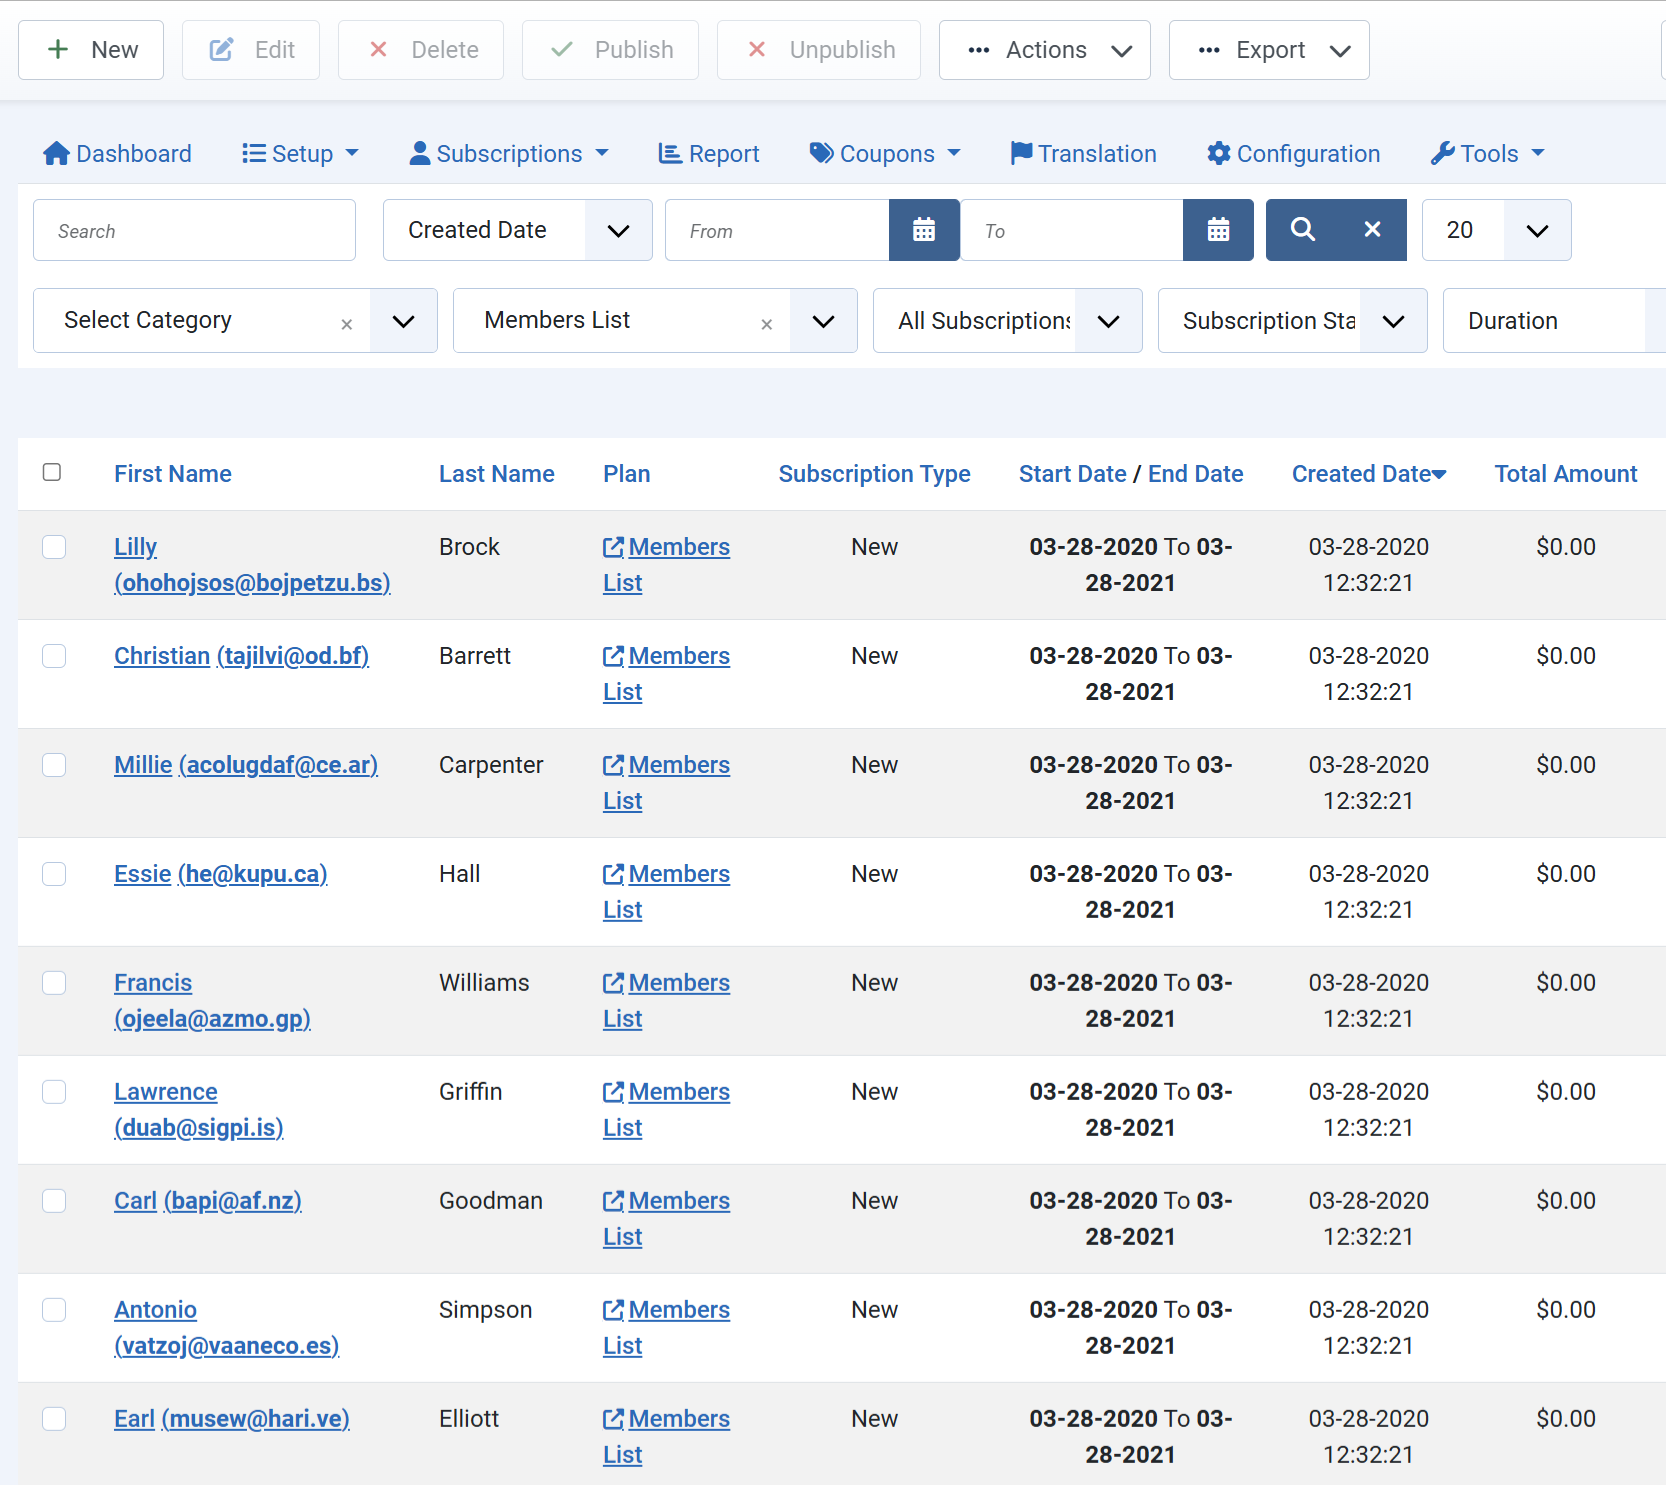 New Edit Delete Publish Unpublish ••• Actions ••• Export
Dashboard Setup Subscriptions Report Coupons Translation Configuration Tools
Search Created Date From To 20
Select Category × Members List × All Subscriptions Subscription Sta Duration
First Name Last Name Plan Subscription Type Start Date / End Date Created Date Total Amount
Lilly Brock Members New 03-28-2020 To 03- 03-28-2020 $0.00
(ohohojsos@bojpetzu.bs) List 28-2021 12:32:21
Christian (tajilvi@od.bf) Barrett Members New 03-28-2020 To 03- 03-28-2020 $0.00
List 28-2021 12:32:21
Millie (acolugdaf@ce.ar) Carpenter Members New 03-28-2020 To 03- 03-28-2020 $0.00
List 28-2021 12:32:21
Essie (he@kupu.ca) Hall Members New 03-28-2020 To 03- 03-28-2020 $0.00
List 28-2021 12:32:21
Francis Williams Members New 03-28-2020 To 03- 03-28-2020 $0.00
(ojeela@azmo.gp) List 28-2021 12:32:21
Lawrence Griffin Members New 03-28-2020 To 03- 03-28-2020 $0.00
(duab@sigpi.is) List 28-2021 12:32:21
Carl (bapi@af.nz) Goodman Members New 03-28-2020 To 03- 03-28-2020 $0.00
List 28-2021 12:32:21
Antonio Simpson Members New 03-28-2020 To 03- 03-28-2020 $0.00
(vatzoj@vaaneco.es) List 28-2021 12:32:21
Earl (musew@hari.ve) Elliott Members New 03-28-2020 To 03- 03-28-2020 $0.00
List 28-2021 12:32:21